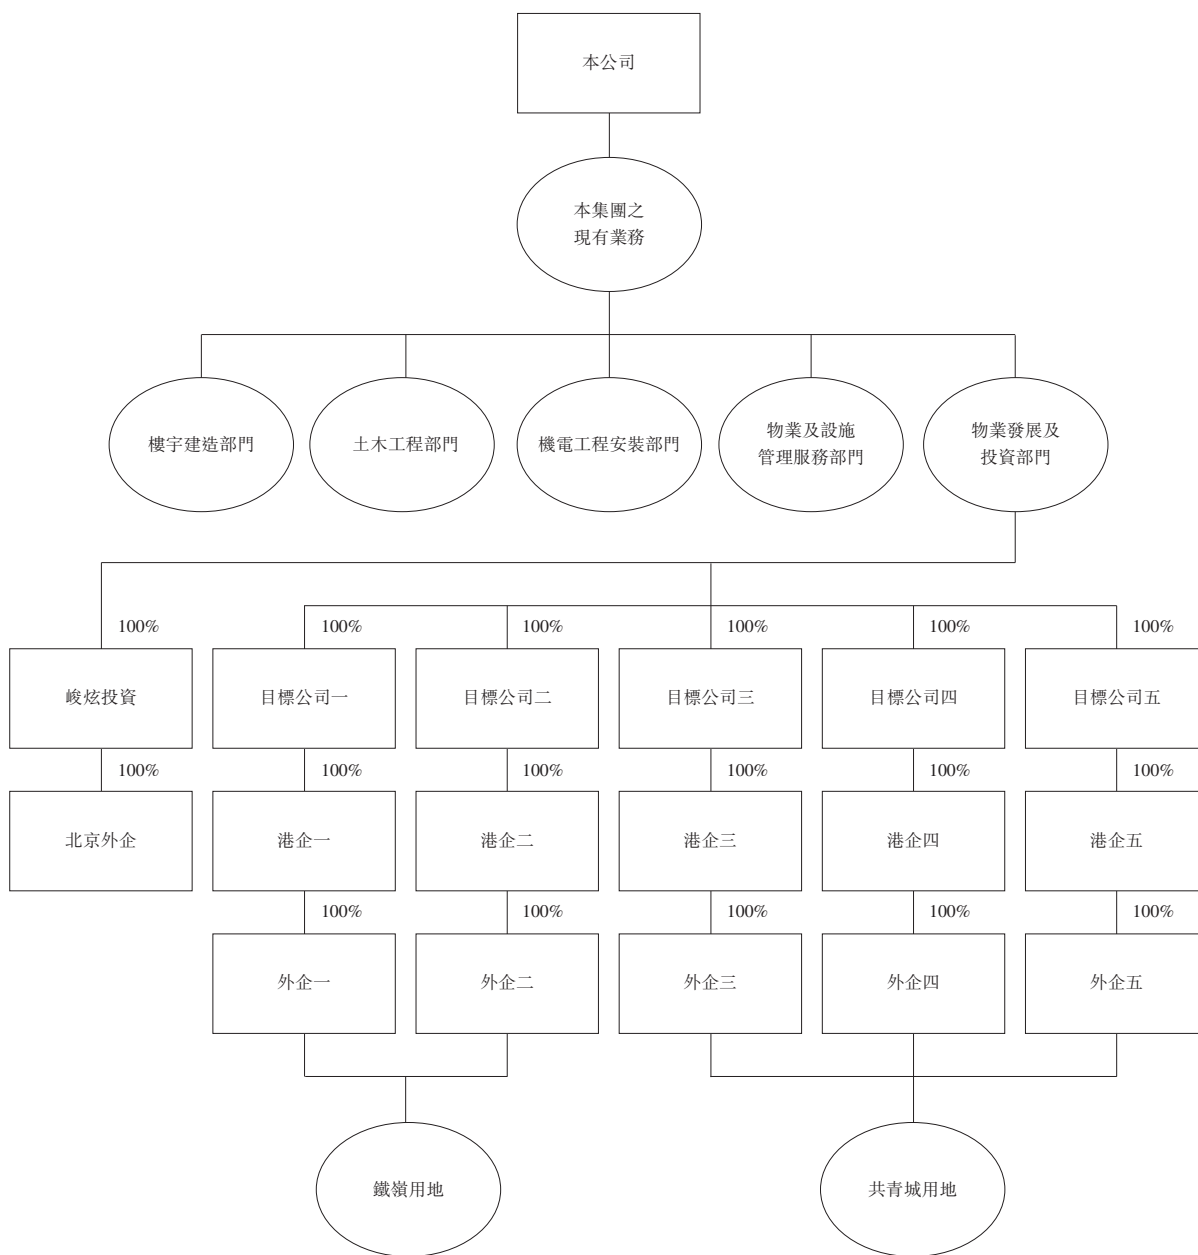 本公司
本集團之
現有業務
樓宇建造部門
土木工程部門
機電工程安裝部門
物業及設施
管理服務部門
物業發展及
投資部門
100%
100%
100%
100%
100%
100%
峻炫投資
目標公司一
目標公司二
目標公司三
目標公司四
目標公司五
100%
100%
100%
100%
100%
100%
北京外企
港企一
港企二
港企三
港企四
港企五
100%
100%
100%
100%
100%
外企一
外企二
外企三
外企四
外企五
鐵嶺用地
共青城用地